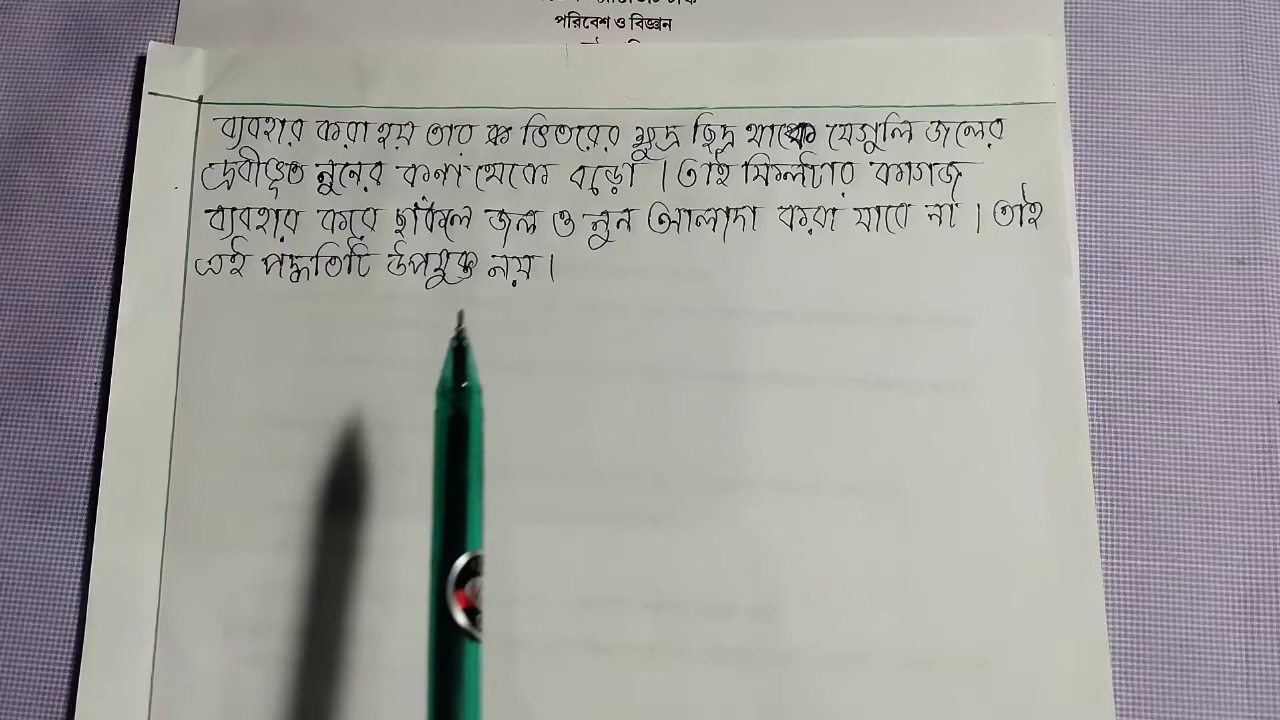 পরিবেশ ও বিজ্ঞান
ব্যবহার করা হয় তার ভিতরের ক্ষুদ্র ছিদ্র থাকে যেগুলি জলের
দ্রবীভূত নুনের কনা থেকে বড়ো । তাই ফিল্টার কাগজ
ব্যবহার করে ছাঁকলে জল ও নুন আলাদা করা যাবে না । তাই
এই পদ্ধতিটি উপযুক্ত নয় ।